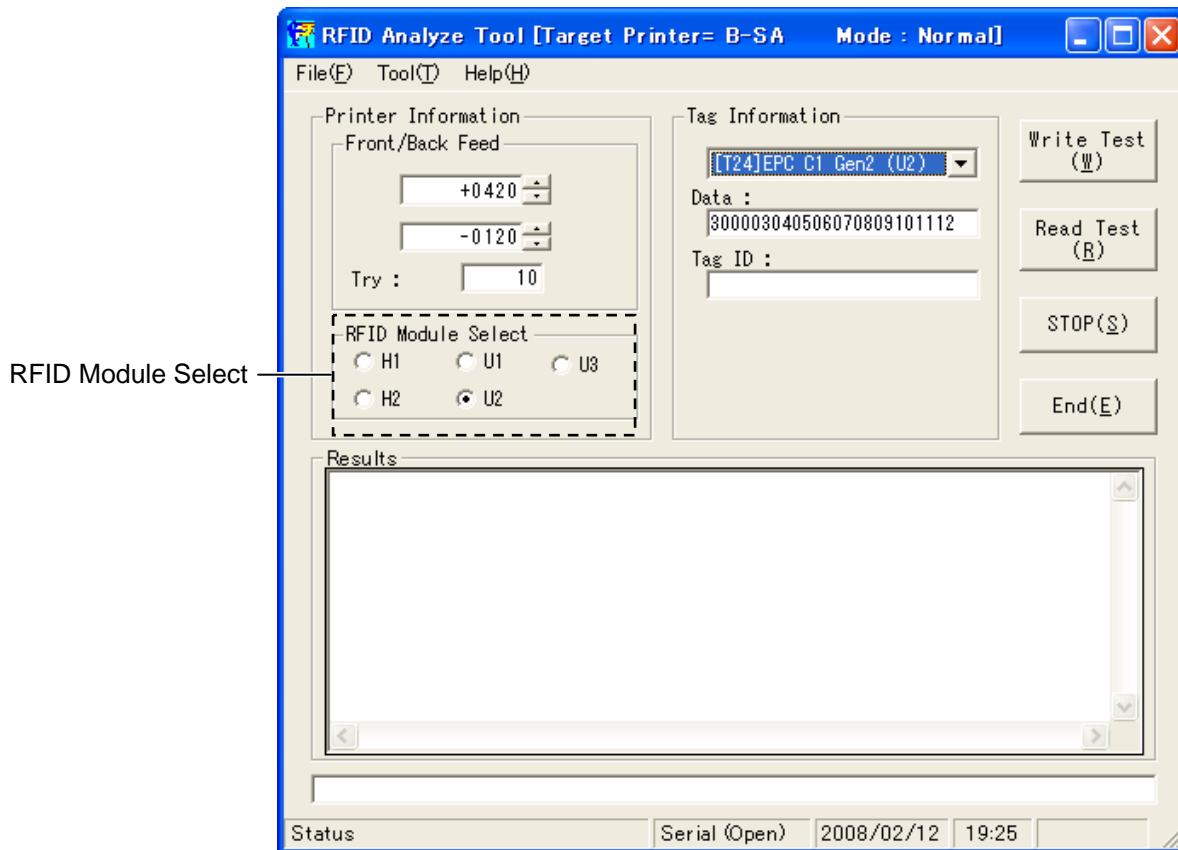 RFID Analyze Tool [Target Printer= B-SA Mode : Normal]
File(F) Tool(T) Help(H)
Printer Information
Front/Back Feed
+0420
-0120
Try : 10
RFID Module Select
H1 U1 U3
H2 U2
RFID Module Select
Tag Information
[T24]EPC C1 Gen2 (U2)
Data :
300003040506070809101112
Tag ID :
Write Test
(W)
Read Test
(R)
STOP(S)
End(E)
Results
Status Serial (Open) 2008/02/12 19:25